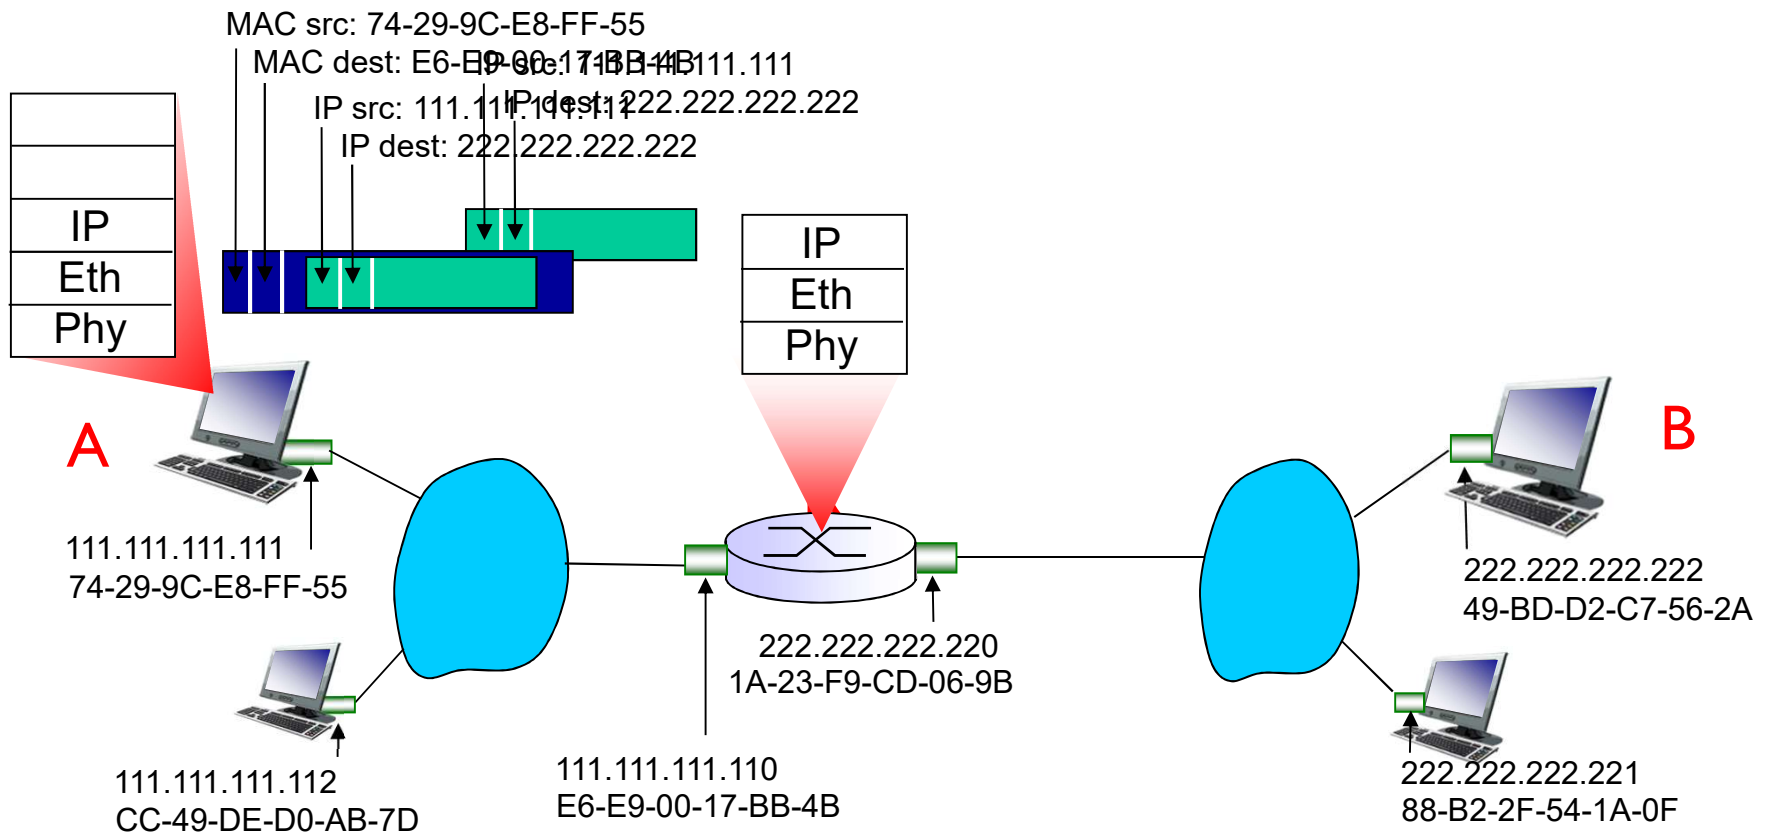 MAC src: 74-29-9C-E8-FF-55
MAC dest: E6-E9-00-17-BB-4B
IP src: 111.111.111.111
IP dest: 222.222.222.222
IP src: 111.111.111.111
IP dest: 222.222.222.222
IP
Eth
Phy
IP
Eth
Phy
A
B
111.111.111.111
74-29-9C-E8-FF-55
222.222.222.222
49-BD-D2-C7-56-2A
222.222.222.220
1A-23-F9-CD-06-9B
111.111.111.112
CC-49-DE-D0-AB-7D
111.111.111.110
E6-E9-00-17-BB-4B
222.222.222.221
88-B2-2F-54-1A-0F